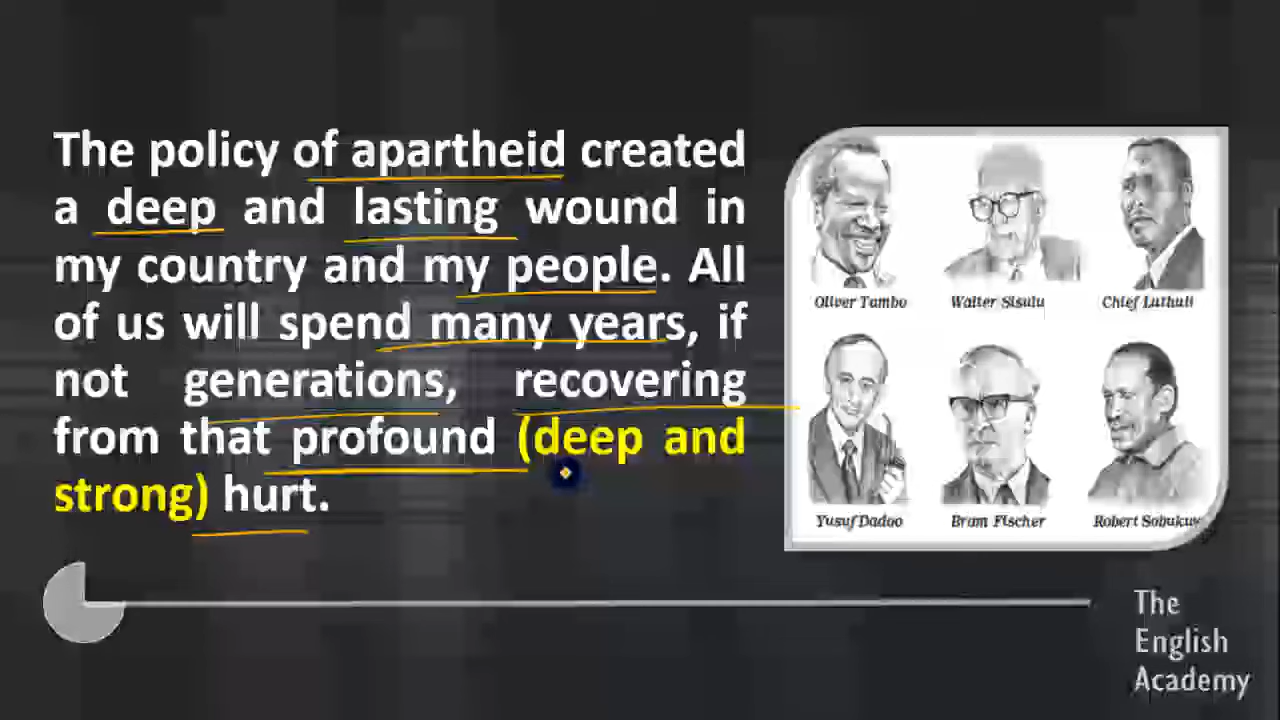 The policy of apartheid created
a deep and lasting wound in
my country and my people. All
of us will spend many years, if
not generations, recovering
from that profound (deep and
strong) hurt.
Oliver Tambo Walter Sisulu Chief Luthuli
Yusuf Dadoo Bram Fischer Robert
The
English
Academy